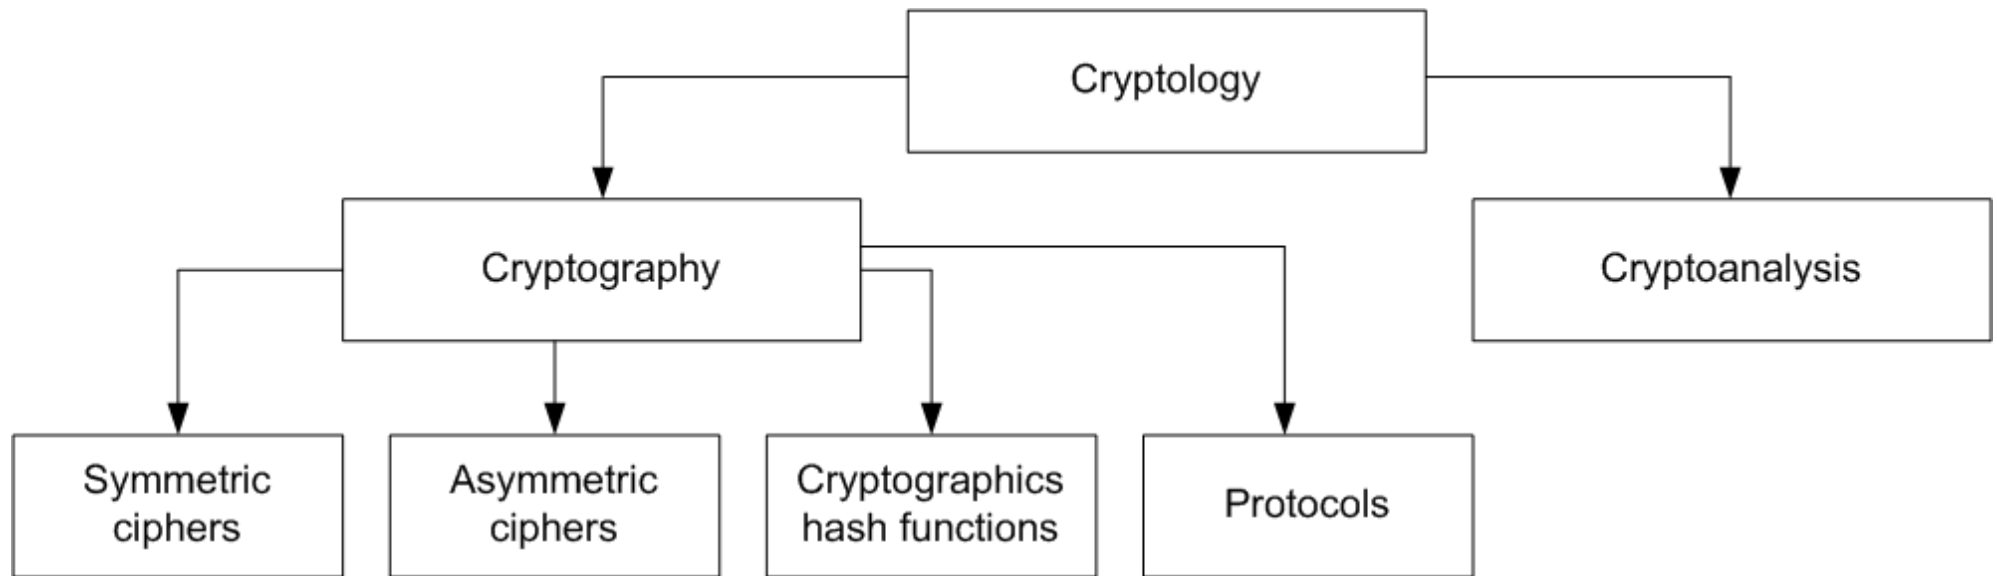 Cryptology
Cryptography
Cryptoanalysis
Symmetric
ciphers
Asymmetric
ciphers
Cryptographics
hash functions
Protocols